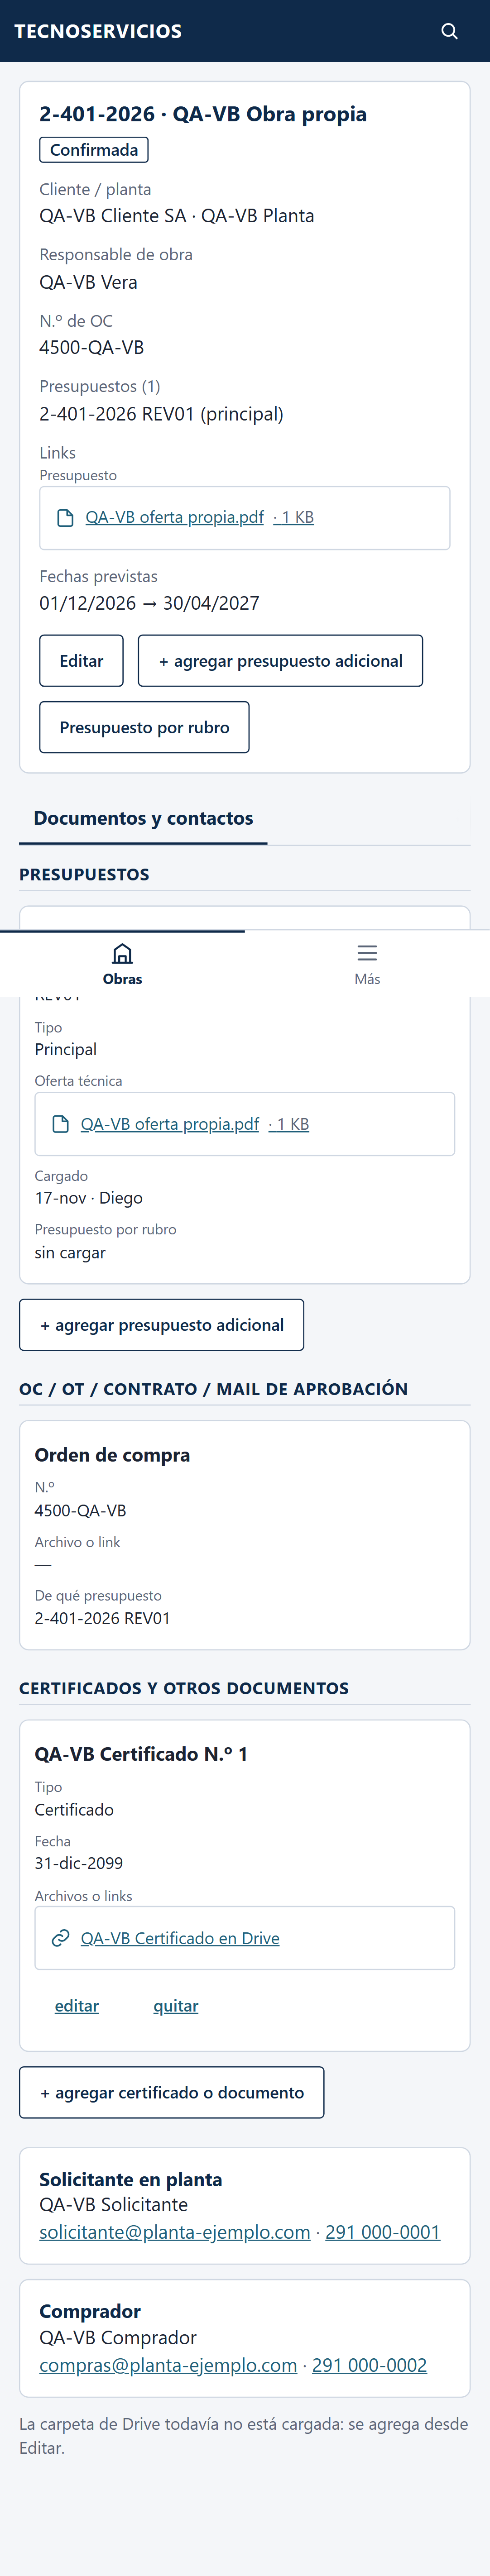 TECNOSERVICIOS
2-401-2026 · QA-VB Obra propia
Confirmada
Cliente / planta
QA-VB Cliente SA · QA-VB Planta
Responsable de obra
QA-VB Vera
N.º de OC
4500-QA-VB
Presupuestos (1)
2-401-2026 REV01 (principal)
Links
Presupuesto
QA-VB oferta propia.pdf · 1 KB
Fechas previstas
01/12/2026 → 30/04/2027
Editar
+ agregar presupuesto adicional
Presupuesto por rubro
Documentos y contactos
PRESUPUESTOS
Obras
Más
REV01
Tipo
Principal
Oferta técnica
QA-VB oferta propia.pdf · 1 KB
Cargado
17-nov · Diego
Presupuesto por rubro
sin cargar
+ agregar presupuesto adicional
OC / OT / CONTRATO / MAIL DE APROBACIÓN
Orden de compra
N.º
4500-QA-VB
Archivo o link
—
De qué presupuesto
2-401-2026 REV01
CERTIFICADOS Y OTROS DOCUMENTOS
QA-VB Certificado N.º 1
Tipo
Certificado
Fecha
31-dic-2099
Archivos o links
QA-VB Certificado en Drive
editar quitar
+ agregar certificado o documento
Solicitante en planta
QA-VB Solicitante
solicitante@planta-ejemplo.com · 291 000-0001
Comprador
QA-VB Comprador
compras@planta-ejemplo.com · 291 000-0002
La carpeta de Drive todavía no está cargada: se agrega desde
Editar.